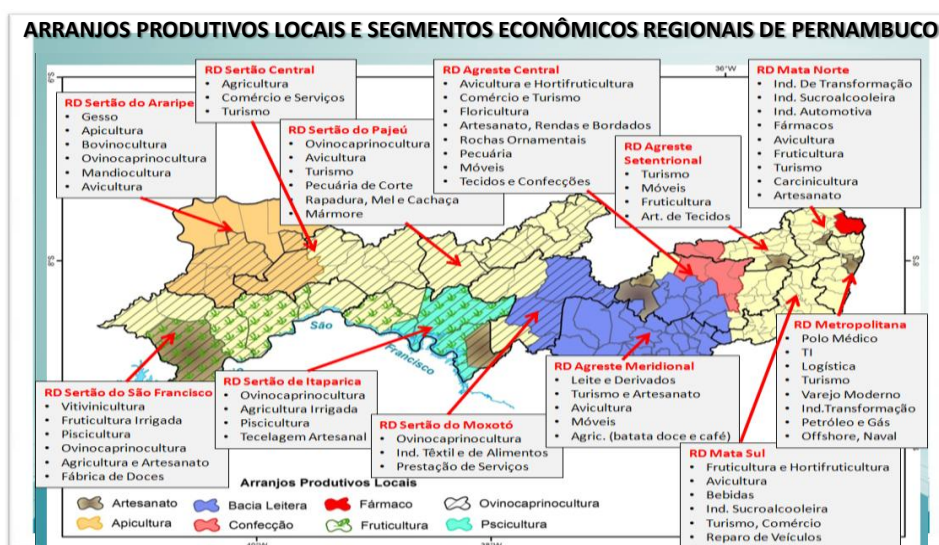 ARRANJOS PRODUTIVOS LOCAIS E SEGMENTOS ECONÔMICOS REGIONAIS DE PERNAMBUCO
36°W
6°S
RD Sertão Central
• Agricultura
• Comércio e Serviços
• Turismo
RD Agreste Central
• Avicultura e Hortifruticultura
• Comércio e Turismo
• Floricultura
• Artesanato, Rendas e Bordados
• Rochas Ornamentais
• Pecuária
• Móveis
• Tecidos e Confecções
RD Mata Norte
• Ind. De Transformação
• Ind. Sucroalcooleira
• Ind. Automotiva
• Fármacos
• Avicultura
• Fruticultura
• Turismo
• Carcinicultura
• Artesanato
RD Sertão do Araripe
• Gesso
• Apicultura
• Bovinocultura
• Ovinocaprinocultura
• Mandiocultura
• Avicultura
RD Sertão do Pajeú
• Ovinocaprinocultura
• Avicultura
• Turismo
• Pecuária de Corte
• Rapadura, Mel e Cachaça
• Mármore
RD Agreste
Setentrional
• Turismo
• Móveis
• Fruticultura
• Art. de Tecidos
8°S
8°S
São
Francisco
RD Metropolitana
• Polo Médico
• TI
• Logística
• Turismo
• Varejo Moderno
• Ind.Transformação
• Petróleo e Gás
• Offshore, Naval
RD Sertão do São Francisco
• Vitivinicultura
• Fruticultura Irrigada
• Piscicultura
• Ovinocaprinocultura
• Agricultura e Artesanato
• Fábrica de Doces
RD Sertão de Itaparica
• Ovinocaprinocultura
• Agricultura Irrigada
• Piscicultura
• Tecelagem Artesanal
RD Agreste Meridional
• Leite e Derivados
• Turismo e Artesanato
• Avicultura
• Móveis
• Agric. (batata doce e café)
RD Sertão do Moxotó
• Ovinocaprinocultura
• Ind. Têxtil e de Alimentos
• Prestação de Serviços
RD Mata Sul
• Fruticultura e Hortifruticultura
• Avicultura
• Bebidas
• Ind. Sucroalcooleira
• Turismo, Comércio
• Reparo de Veículos
Arranjos Produtivos Locais
Artesanato
Bacia Leitera
Fármaco
Ovinocaprinocultura
Apicultura
Confecção
Fruticultura
Pscicultura